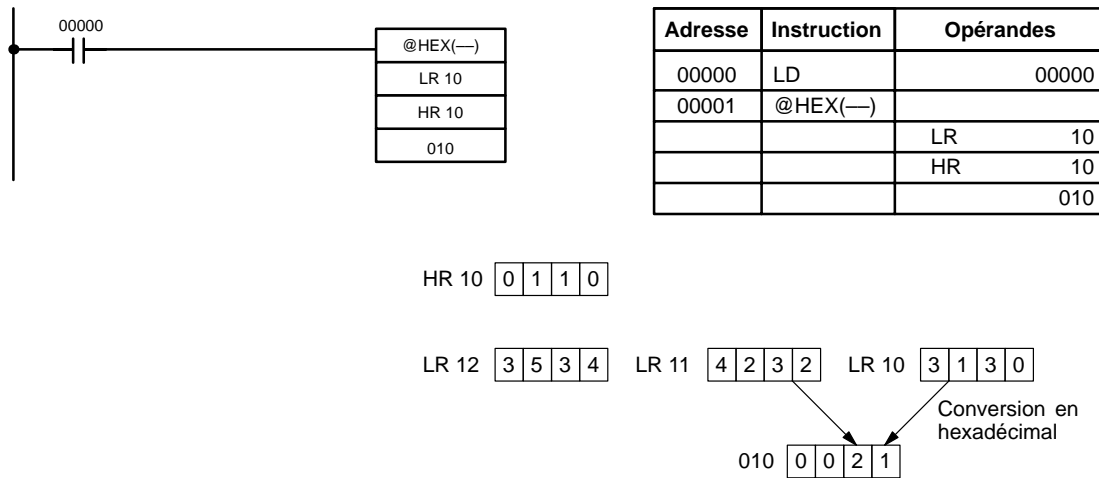 00000
@HEX(––)
LR 10
HR 10
010
Adresse Instruction Opérandes
00000 LD 00000
00001 @HEX(––)
LR 10
HR 10
010
HR 10 0 1 1 0
LR 12 3 5 3 4 LR 11 4 2 3 2 LR 10 3 1 3 0
Conversion en
hexadécimal
010 0 0 2 1